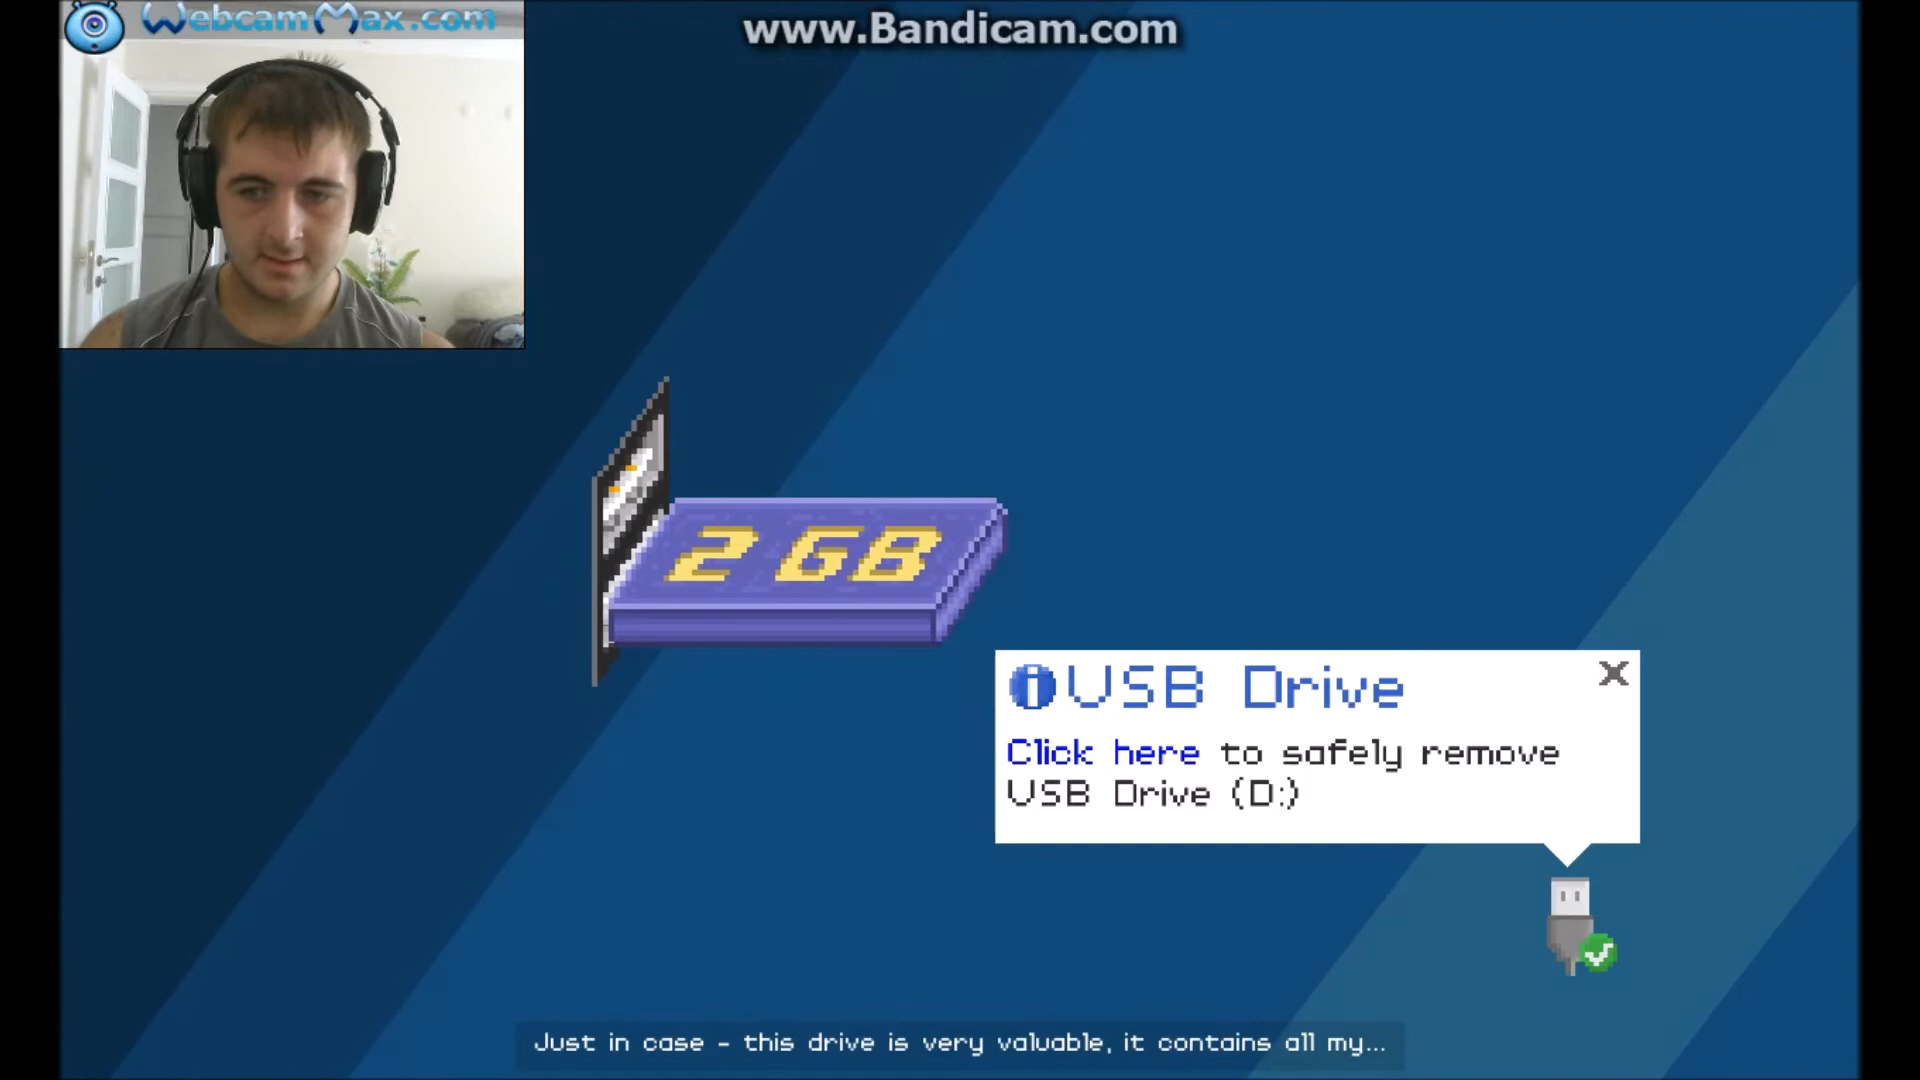 WebcamMax.com
www.Bandicam.com
2 GB
USB Drive
Click here to safely remove
USB Drive (D:)
Just in case - this drive is very valuable, it contains all my...